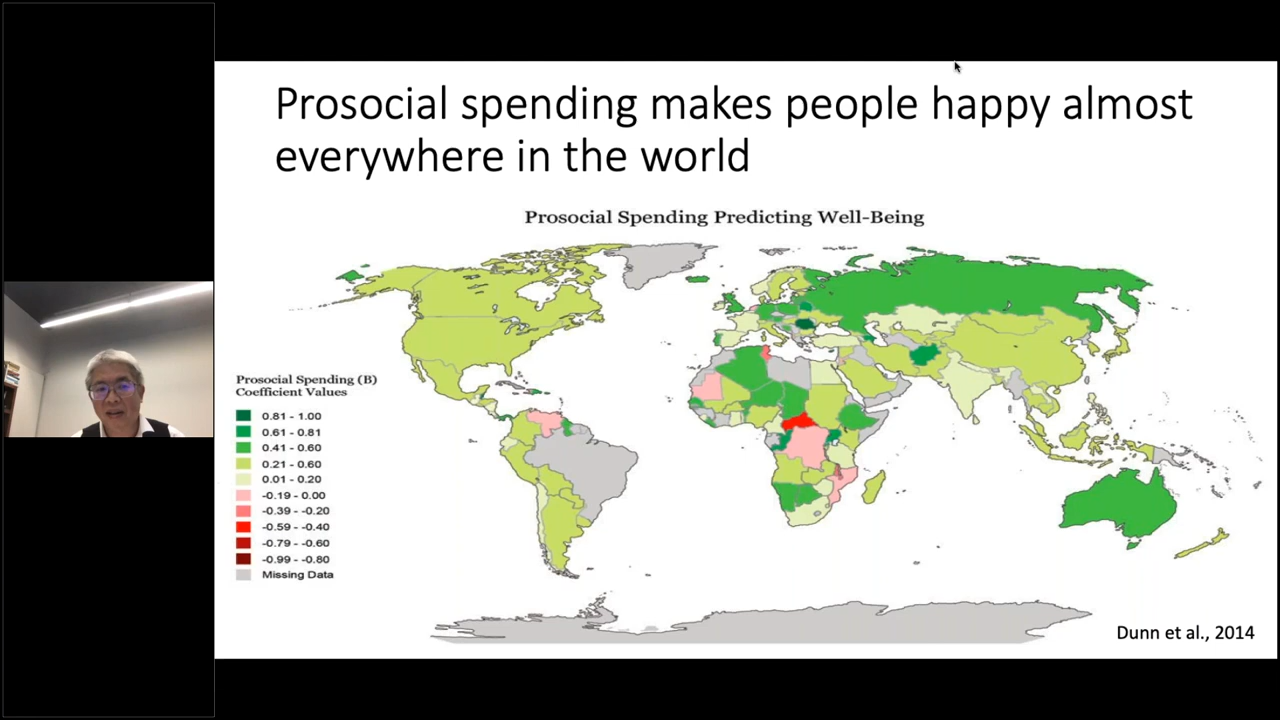 Prosocial spending makes people happy almost
everywhere in the world
Prosocial Spending Predicting Well-Being
Prosocial Spending (B)
Coefficient Values
0.81 - 1.00
0.61 - 0.81
0.41 - 0.60
0.21 - 0.60
0.01 - 0.20
-0.19 - 0.00
-0.39 - -0.20
-0.59 - -0.40
-0.79 - -0.60
-0.99 - -0.80
Missing Data
Dunn et al., 2014